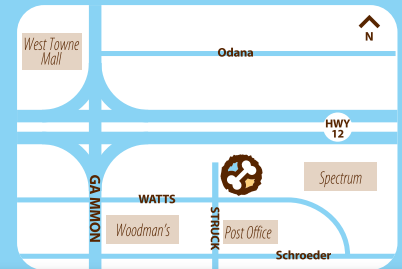 West Towne
Mall
Odana
N
HWY
12
GAMMON
WATTS
STRUCK
Spectrum
Woodman's
Post Office
Schroeder